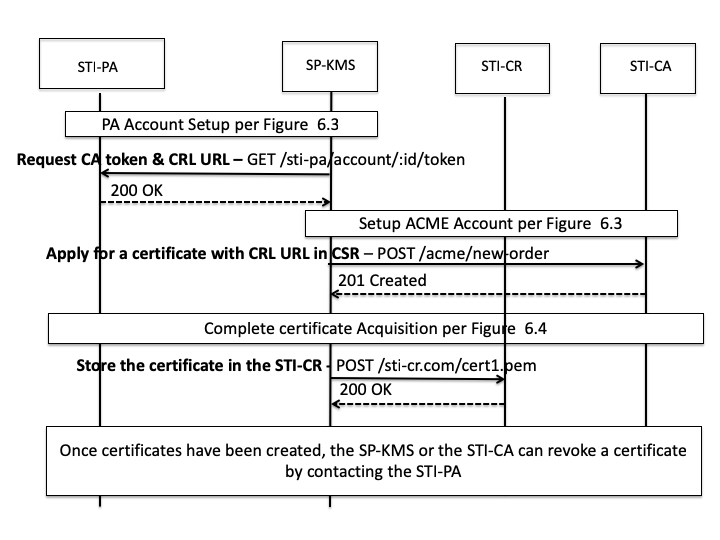 STI-PA
SP-KMS
STI-CR
STI-CA
PA Account Setup per Figure 6.3
Request CA token & CRL URL – GET /sti-pa/account/:id/token
200 OK
Setup ACME Account per Figure 6.3
Apply for a certificate with CRL URL in CSR – POST /acme/new-order
201 Created
Complete certificate Acquisition per Figure 6.4
Store the certificate in the STI-CR - POST /sti-cr.com/cert1.pem
200 OK
Once certificates have been created, the SP-KMS or the STI-CA can revoke a certificate
by contacting the STI-PA